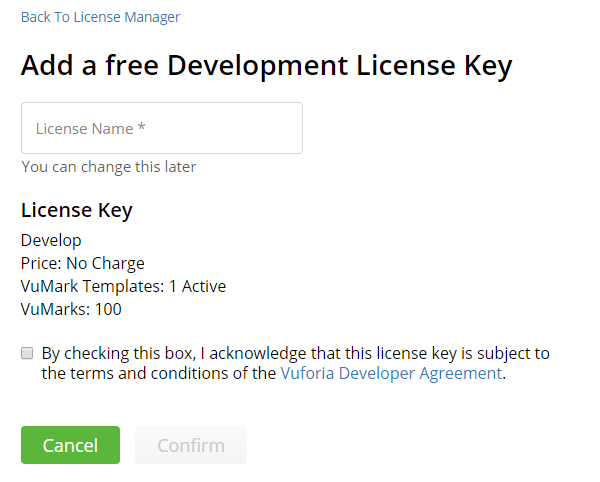 Back To License Manager
Add a free Development License Key
License Name *
You can change this later
License Key
Develop
Price: No Charge
VuMark Templates: 1 Active
VuMarks: 100
By checking this box, I acknowledge that this license key is subject to
the terms and conditions of the Vuforia Developer Agreement.
Cancel Confirm